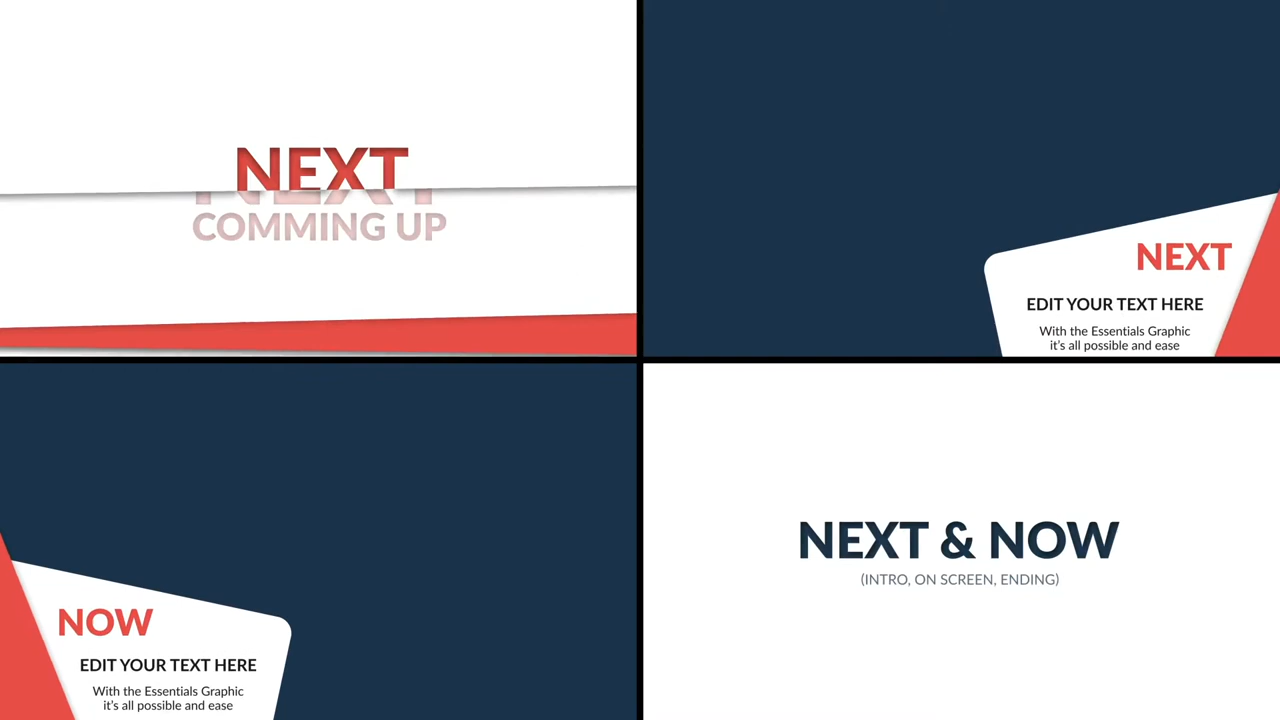 NEXT
COMMING UP
NEXT
EDIT YOUR TEXT HERE
With the Essentials Graphic
it's all possible and ease
NOW
EDIT YOUR TEXT HERE
With the Essentials Graphic
it's all possible and ease
NEXT & NOW
(INTRO, ON SCREEN, ENDING)